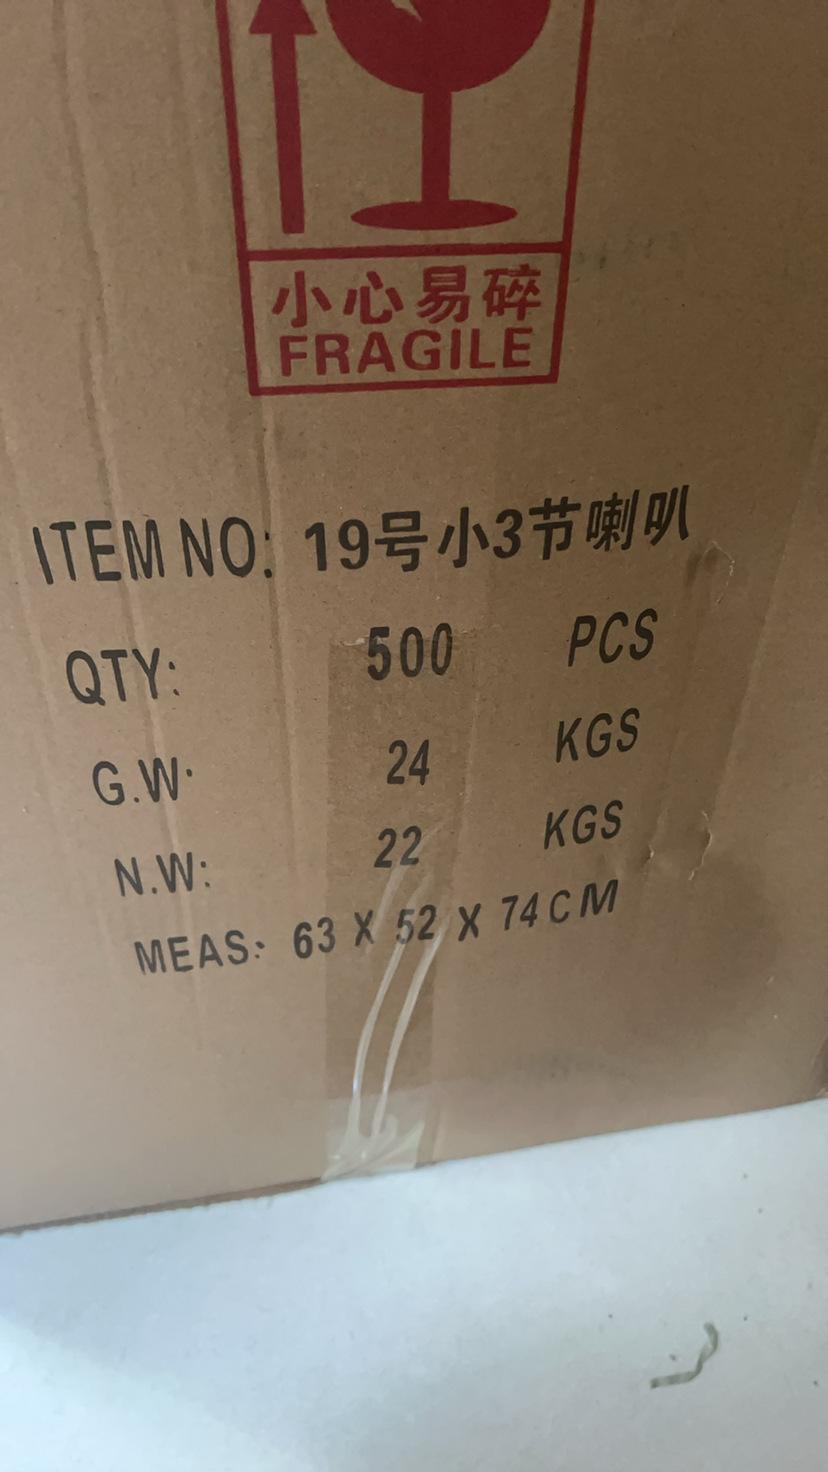 小心易碎
FRAGILE
ITEM NO: 19号小3节喇叭
QTY: 500 PCS
G.W: 24 KGS
N.W: 22 KGS
MEAS: 63 X 52 X 74CM